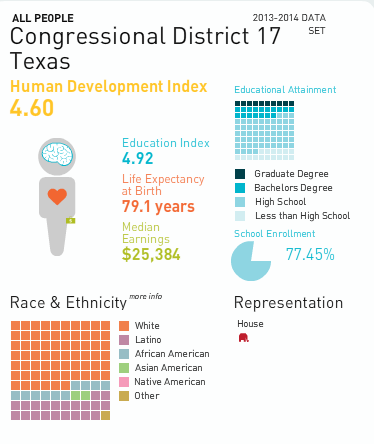 ALL PEOPLE
2013-2014 DATA
SET
Congressional District 17
Texas
Human Development Index
4.60
Education Index
4.92
Life Expectancy
at Birth
79.1 years
Median
Earnings
$25,384
Educational Attainment
Graduate Degree
Bachelors Degree
High School
Less than High School
School Enrollment
77.45%
Race & Ethnicity more info
White
Latino
African American
Asian American
Native American
Other
Representation
House